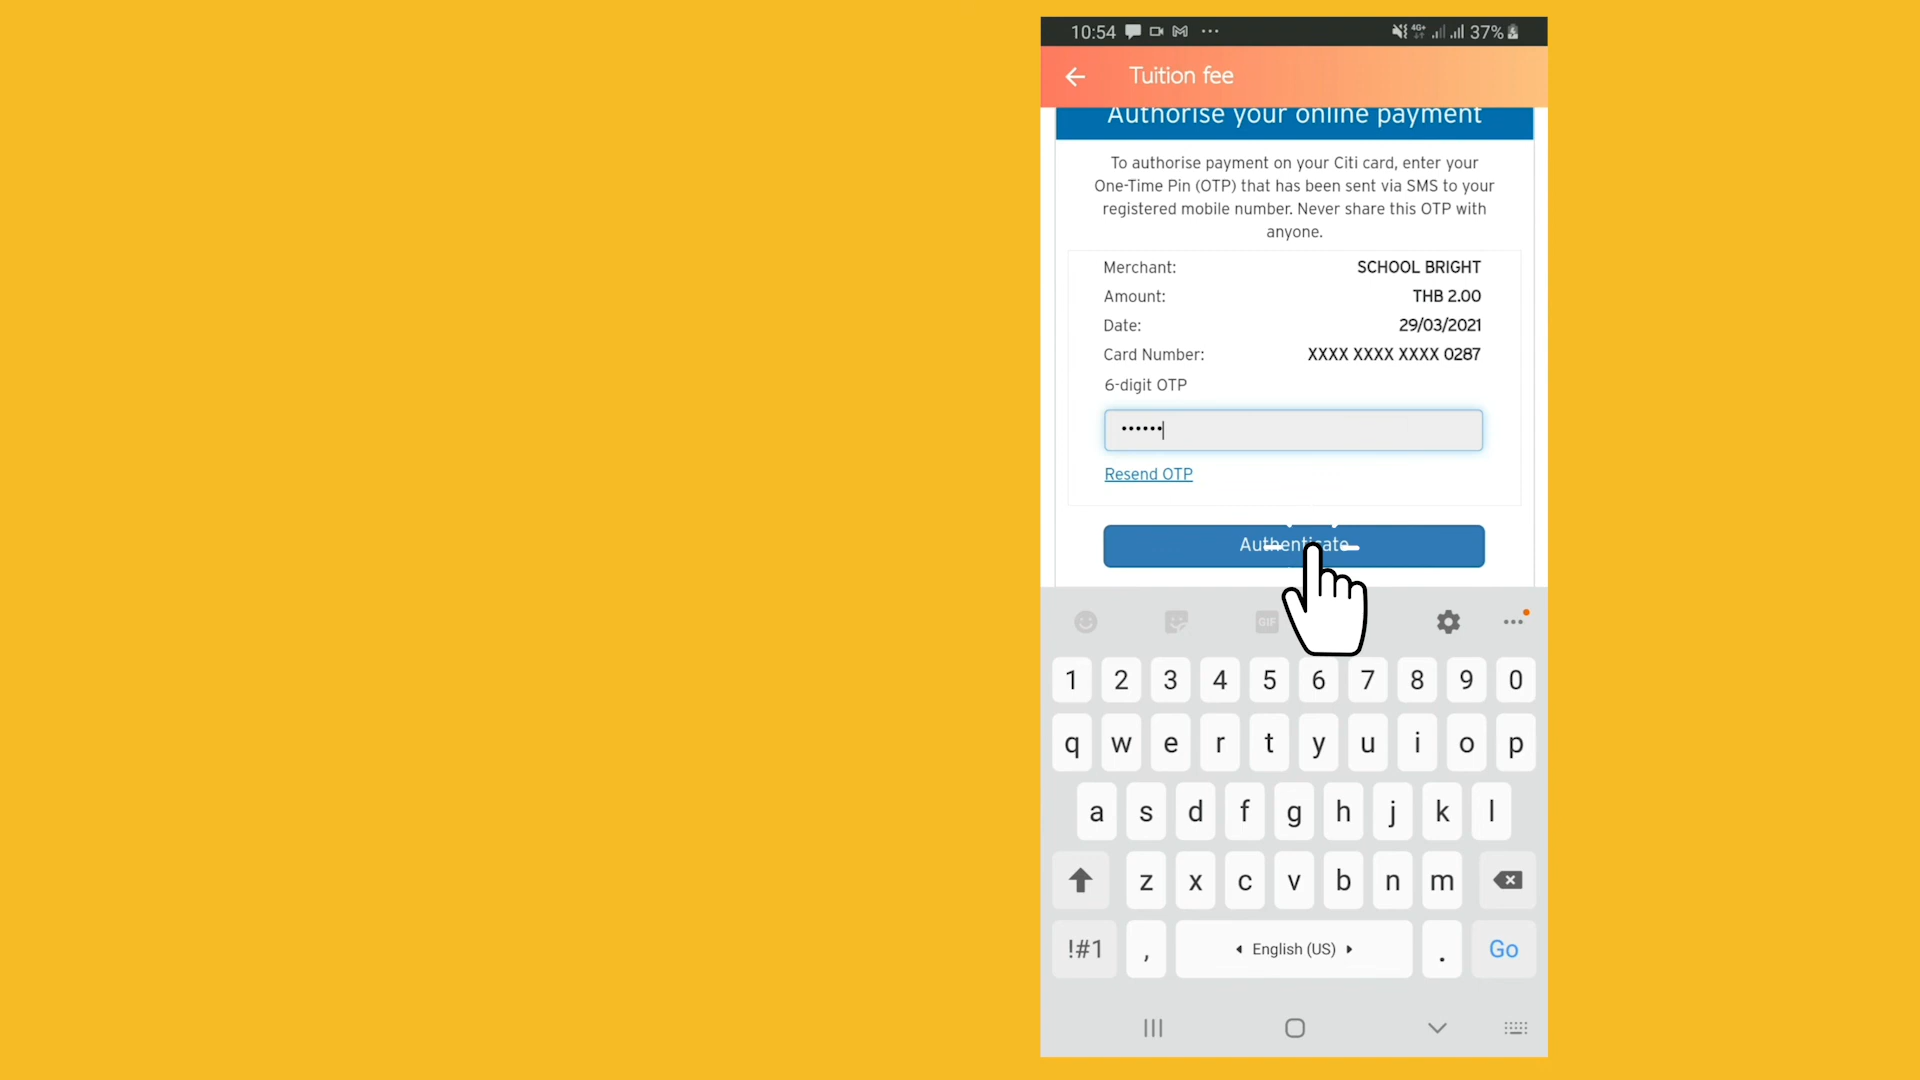 10:54 37%
Tuition fee
Authorise your online payment
To authorise payment on your Citi card, enter your
One-Time Pin (OTP) that has been sent via SMS to your
registered mobile number. Never share this OTP with
anyone.
Merchant: SCHOOL BRIGHT
Amount: THB 2.00
Date: 29/03/2021
Card Number: XXXX XXXX XXXX 0287
6-digit OTP
••••••
Resend OTP
Authenticate
GIF
1 2 3 4 5 6 7 8 9 0
q w e r t y u i o p
a s d f g h j k l
z x c v b n m
!#1 , English (US) . Go